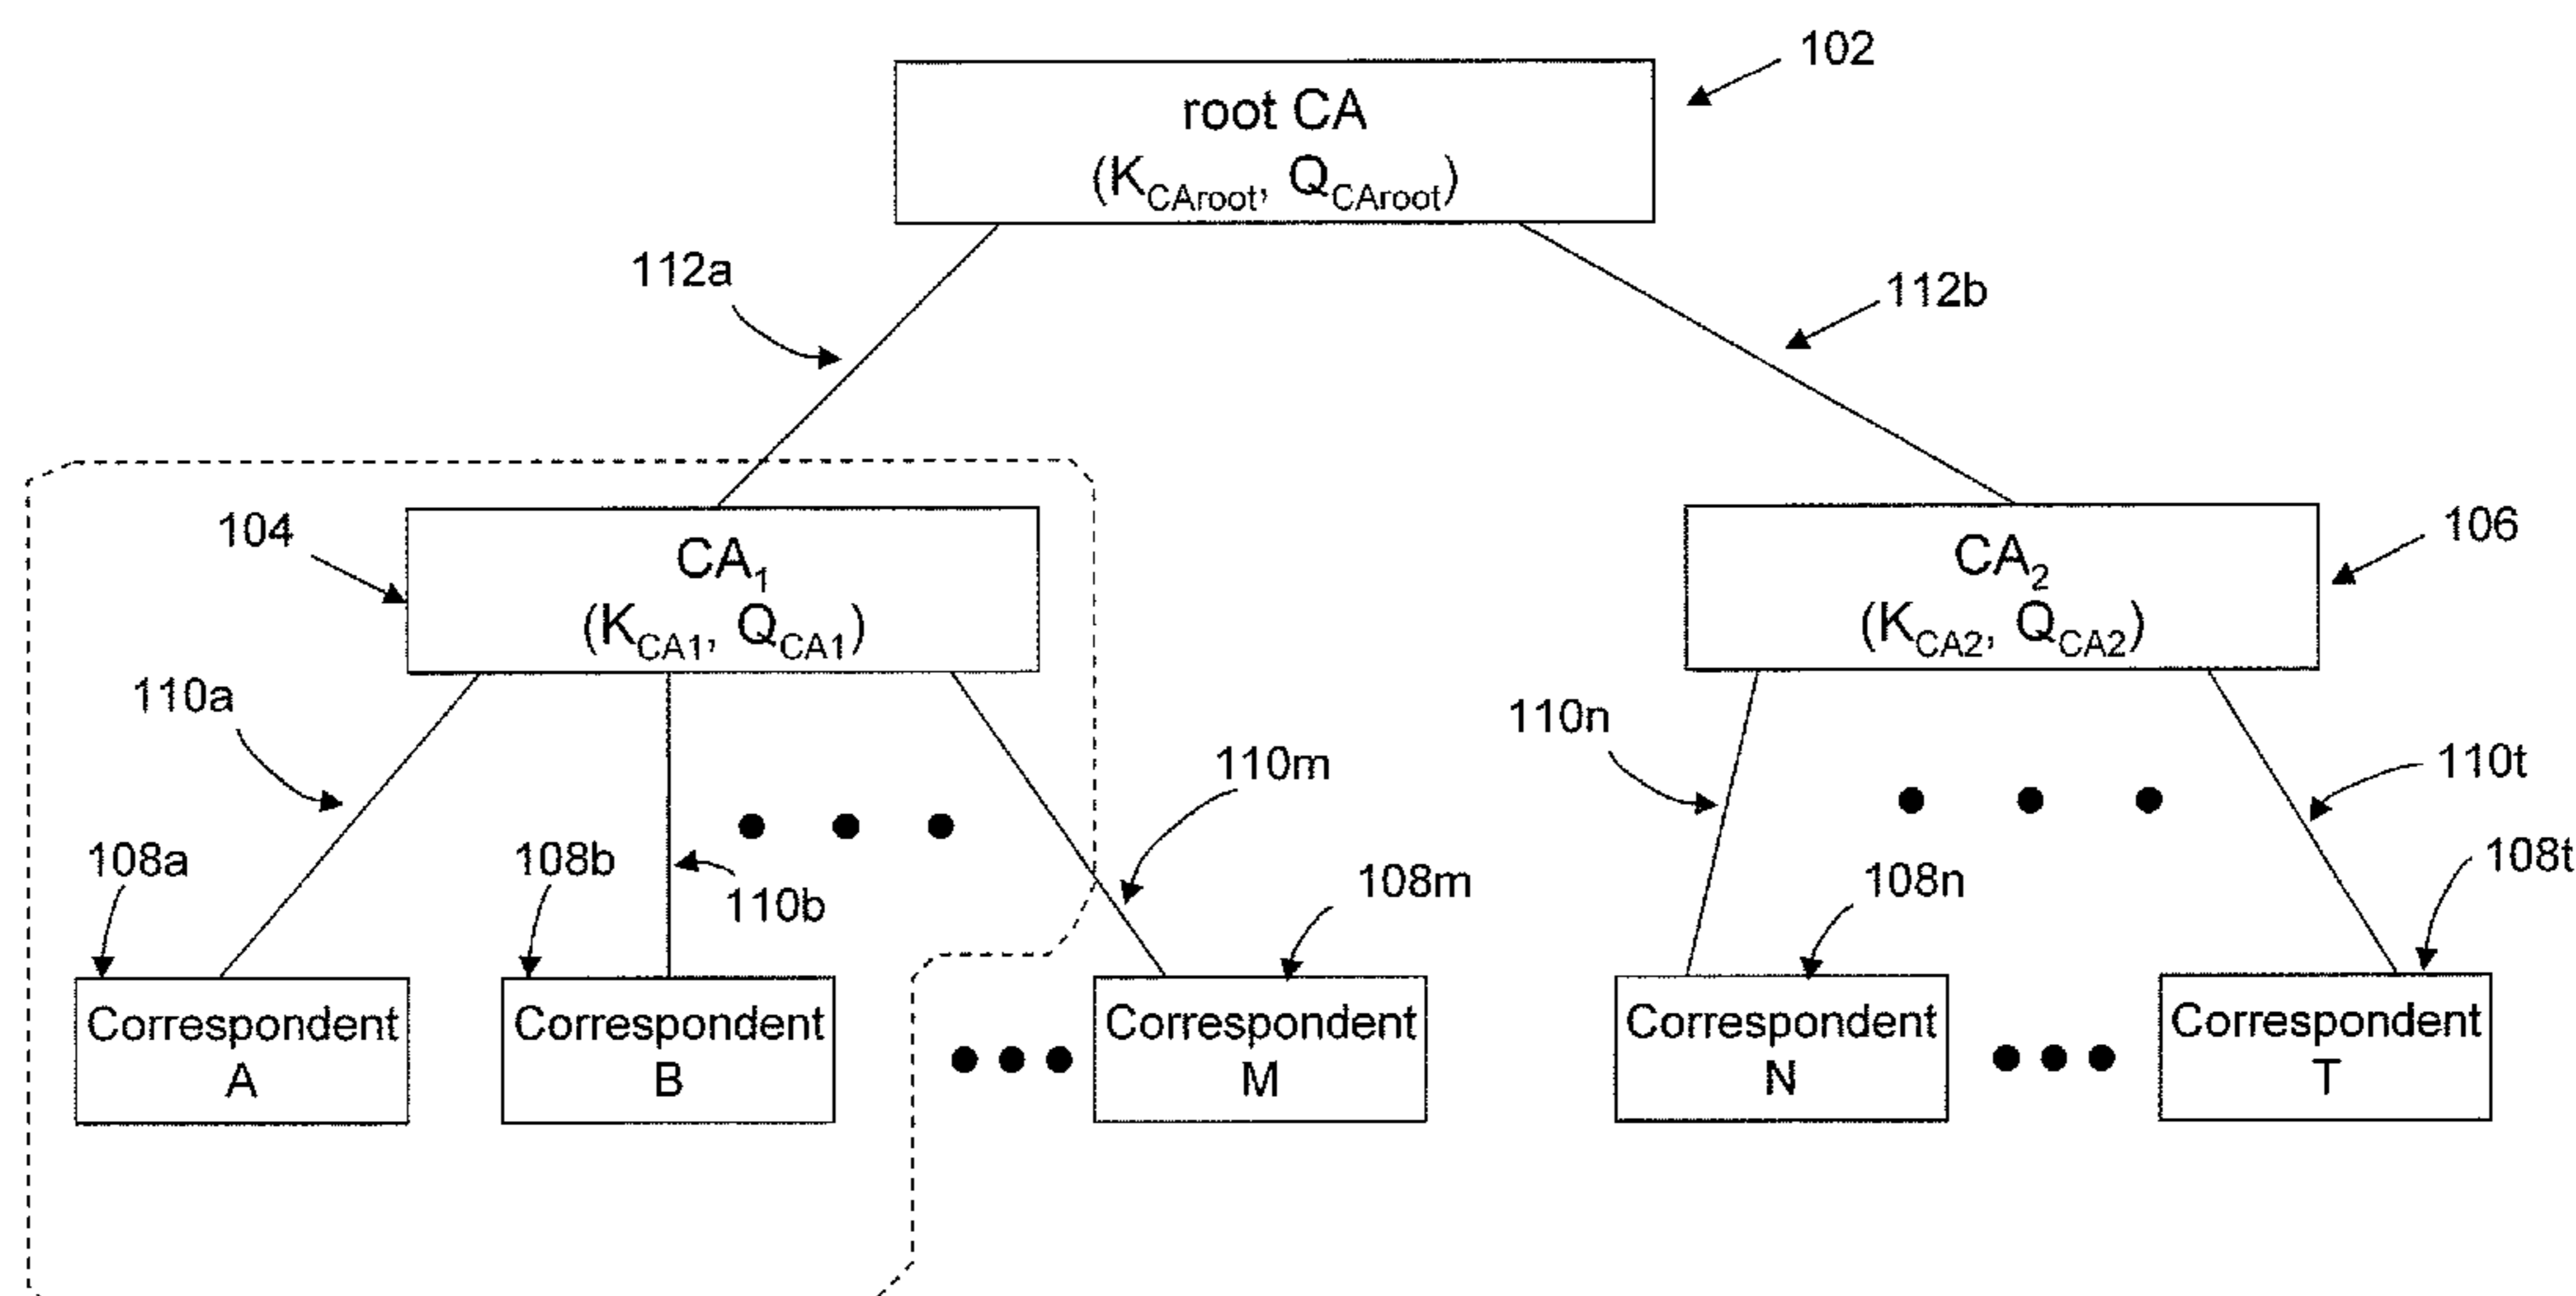 102
root CA
(K_CAroot, Q_CAroot)
112a
112b
104
CA_1
(K_CA1, Q_CA1)
CA_2
(K_CA2, Q_CA2)
106
110a
110n
110m
110t
108a
108b
110b
108m
108n
108t
Correspondent
A
Correspondent
B
Correspondent
M
Correspondent
N
Correspondent
T